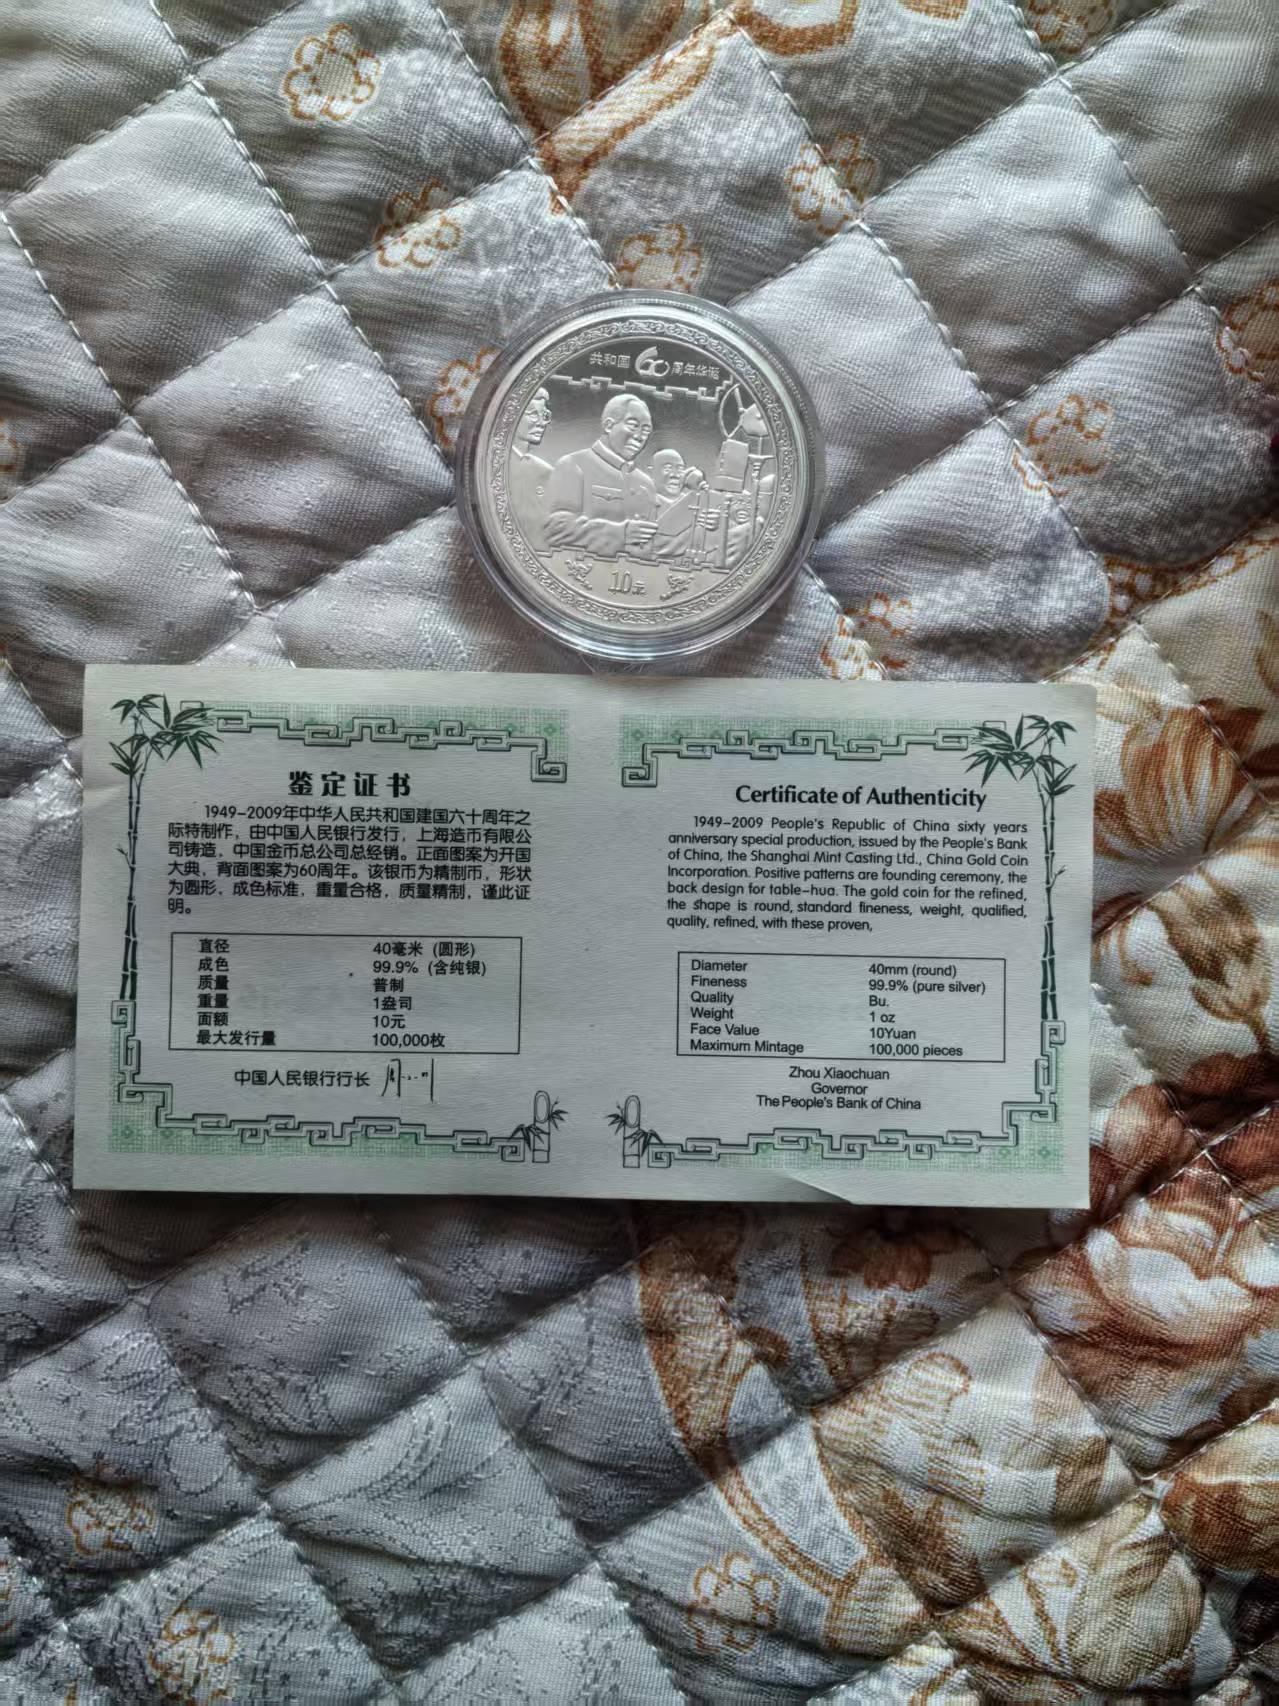 共和国60周年华诞
10元
鉴定证书
1949-2009年中华人民共和国建国六十周年之
际特制作，由中国人民银行发行，上海造币有限公
司铸造，中国金币总公司总经销。正面图案为开国
大典，背面图案为60周年。该银币为精制币，形状
为圆形，成色标准，重量合格，质量精制，谨此证
明。
直径 40毫米 (圆形)
成色 99.9% (含纯银)
质量 普制
重量 1盎司
面额 10元
最大发行量 100,000枚
中国人民银行行长
Certificate of Authenticity
1949-2009 People's Republic of China sixty years
anniversary special production, issued by the People's Bank
of China, the Shanghai Mint Casting Ltd., China Gold Coin
Incorporation. Positive patterns are founding ceremony, the
back design for table-hua. The gold coin for the refined,
the shape is round, standard fineness, weight, qualified,
quality, refined, with these proven,
Diameter 40mm (round)
Fineness 99.9% (pure silver)
Quality Bu.
Weight 1 oz
Face Value 10Yuan
Maximum Mintage 100,000 pieces
Zhou Xiaochuan
Governor
The People's Bank of China